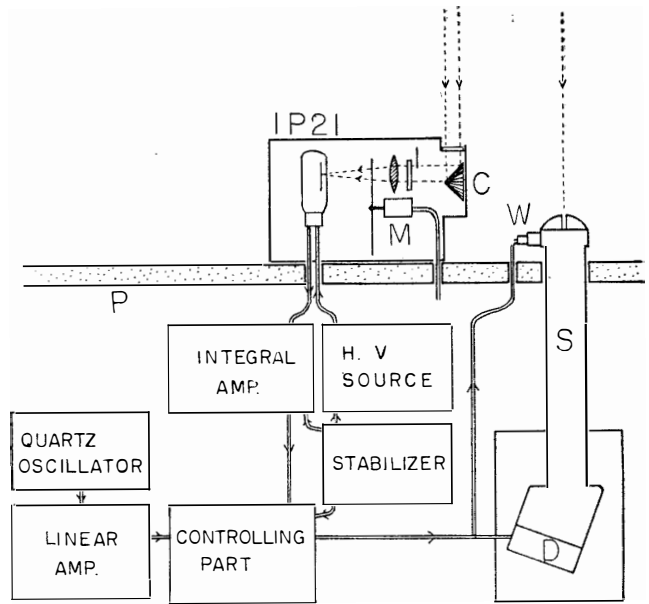 1P21
C
M
W
P
S
INTEGRAL
AMP.
H. V
SOURCE
QUARTZ
OSCILLATOR
STABILIZER
LINEAR
AMP.
CONTROLLING
PART
D